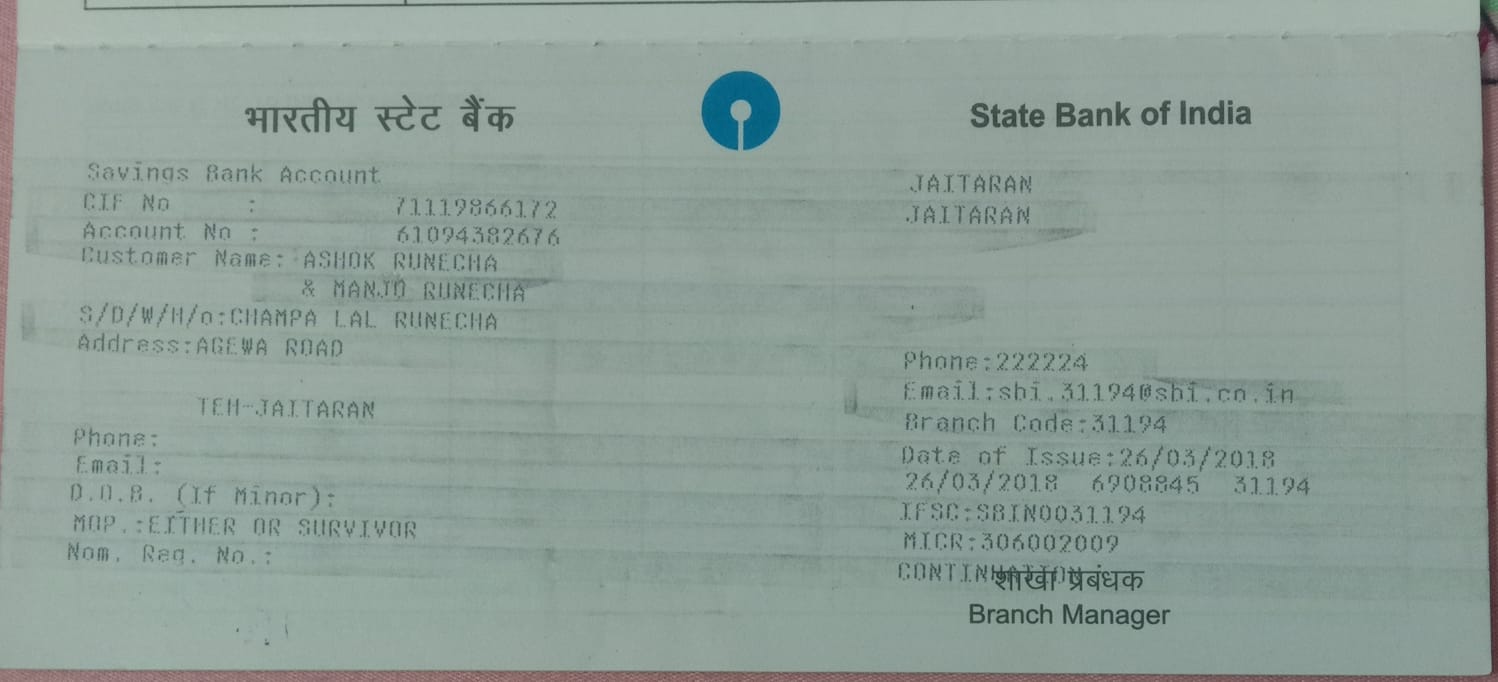 भारतीय स्टेट बैंक
State Bank of India
Savings Bank Account
CIF No : 71119866172
Account No : 61094382676
Customer Name: ASHOK RUNECHA
& MANJU RUNECHA
S/D/W/H/o:CHAMPA LAL RUNECHA
Address:AGEWA ROAD
TEH-JAITARAN
Phone:
Email:
D.O.B. (If Minor):
MOP.:EITHER OR SURVIVOR
Nom. Reg. No.:
JAITARAN
JAITARAN
Phone:222224
Email:sbi.31194@sbi.co.in
Branch Code:31194
Date of Issue:26/03/2018
26/03/2018 6908845 31194
IFSC:SBIN0031194
MICR:306002009
CONTINUATION :
शाखा प्रबंधक
Branch Manager